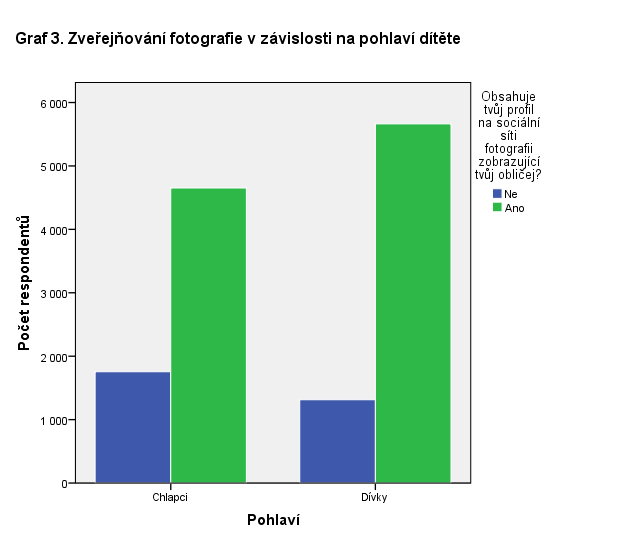 Graf 3. Zveřejňování fotografie v závislosti na pohlaví dítěte
Obsahuje
tvůj profil
na sociální
síti
fotografii
zobrazující
tvůj obličej?
Ne
Ano
Počet respondentů
6 000
5 000
4 000
3 000
2 000
1 000
0
Chlapci
Dívky
Pohlaví